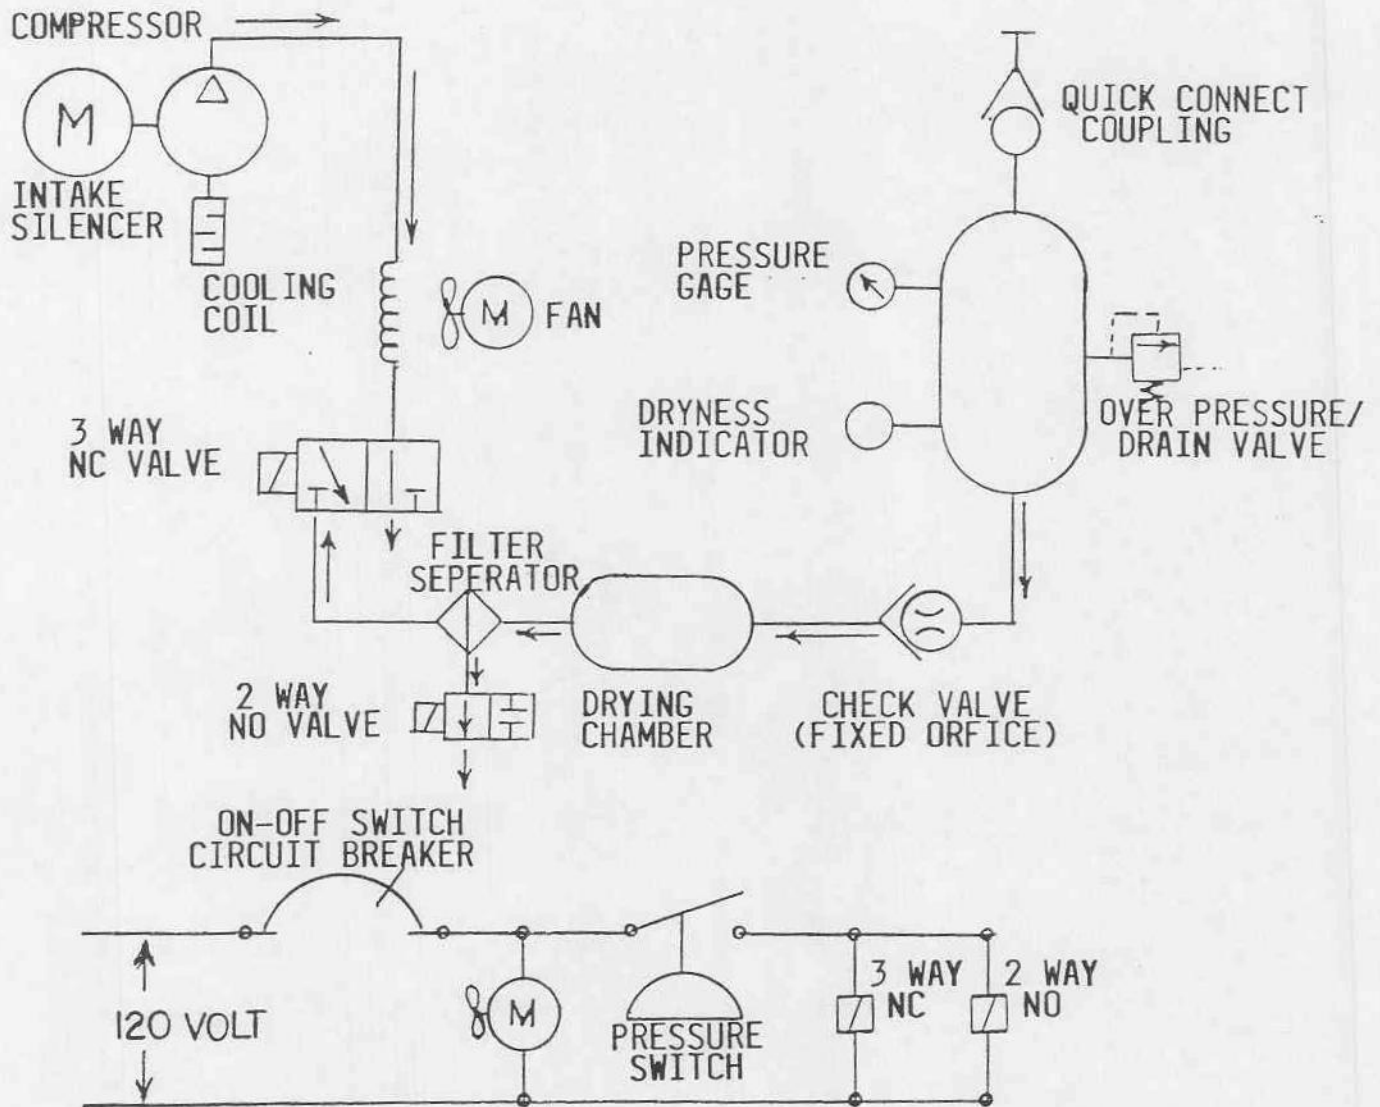 COMPRESSOR
M
INTAKE
SILENCER
COOLING
COIL
M
FAN
QUICK CONNECT
COUPLING
PRESSURE
GAGE
DRYNESS
INDICATOR
OVER PRESSURE/
DRAIN VALVE
3 WAY
NC VALVE
FILTER
SEPERATOR
2 WAY
NO VALVE
DRYING
CHAMBER
CHECK VALVE
(FIXED ORFICE)
ON-OFF SWITCH
CIRCUIT BREAKER
120 VOLT
M
PRESSURE
SWITCH
3 WAY
NC
2 WAY
NO